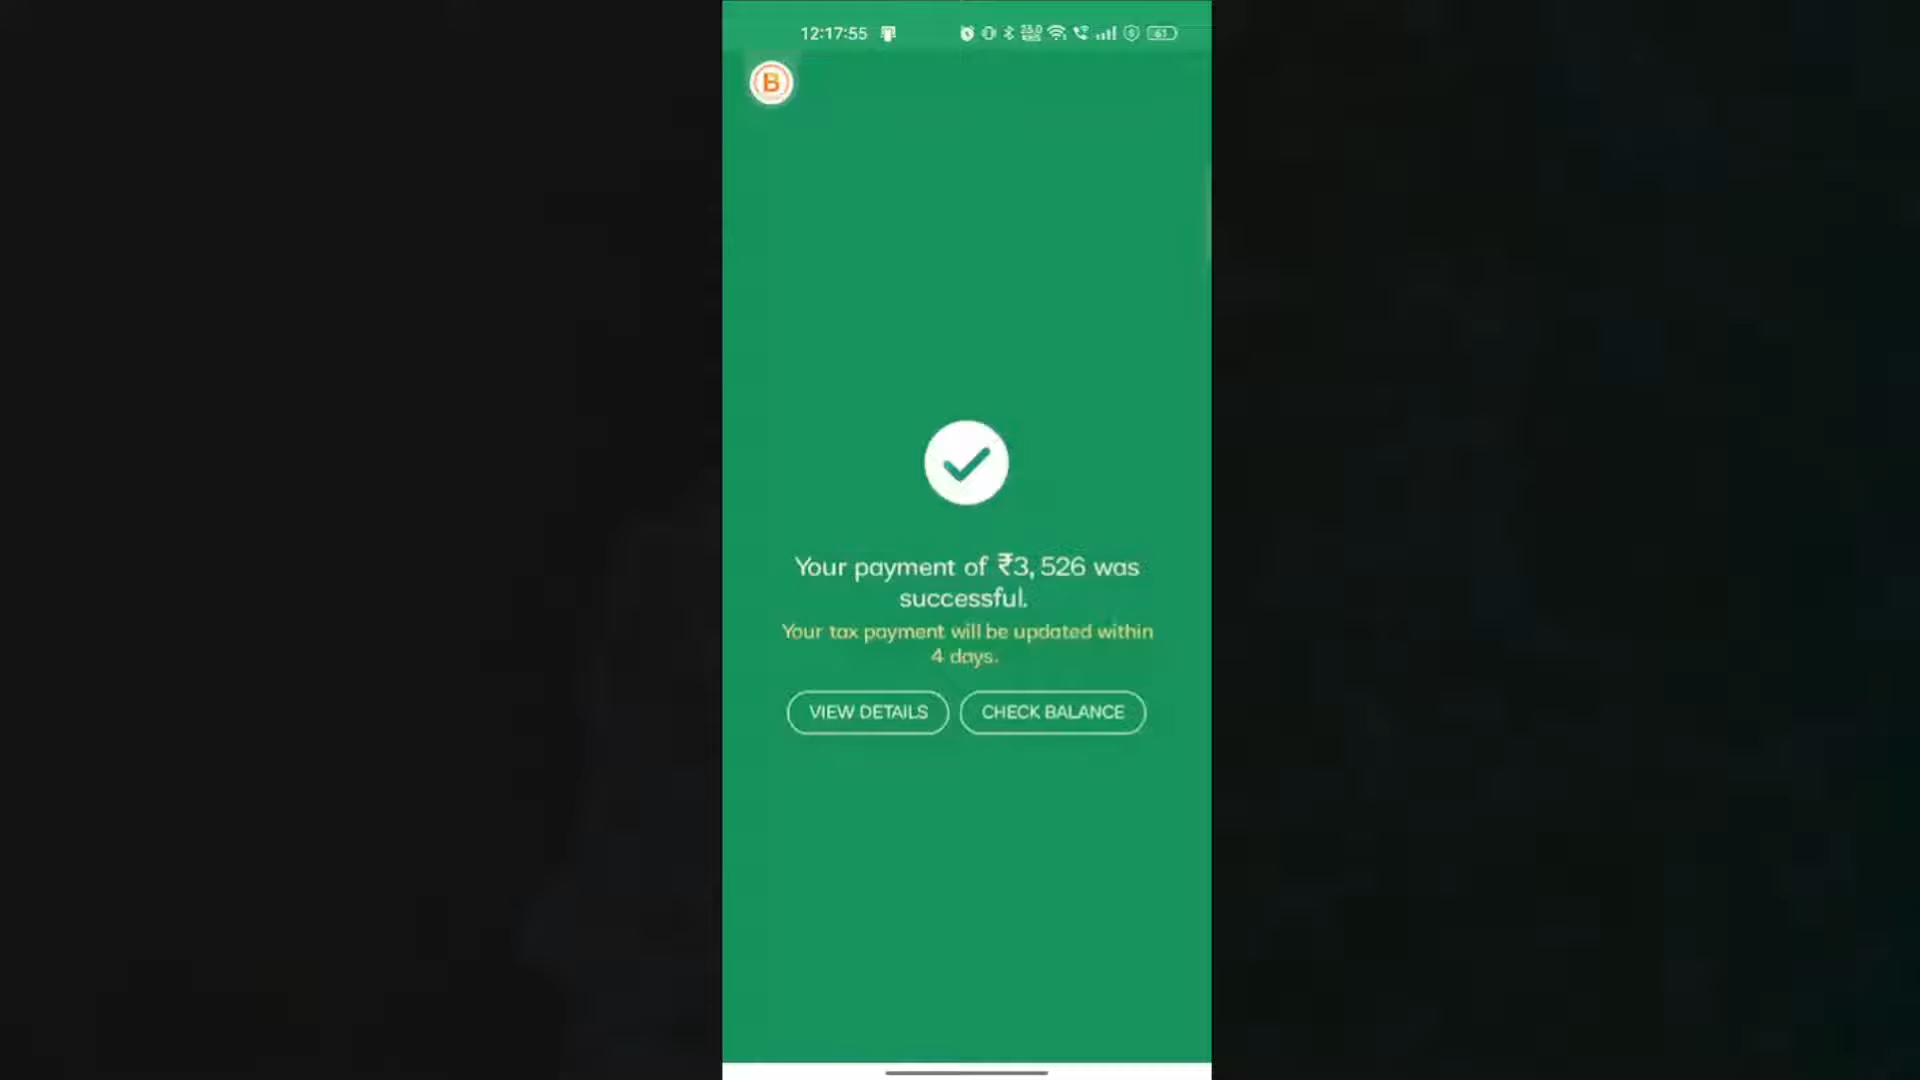 12:17:55
61
B
Your payment of ₹3, 526 was
successful.
Your tax payment will be updated within
4 days.
VIEW DETAILS
CHECK BALANCE